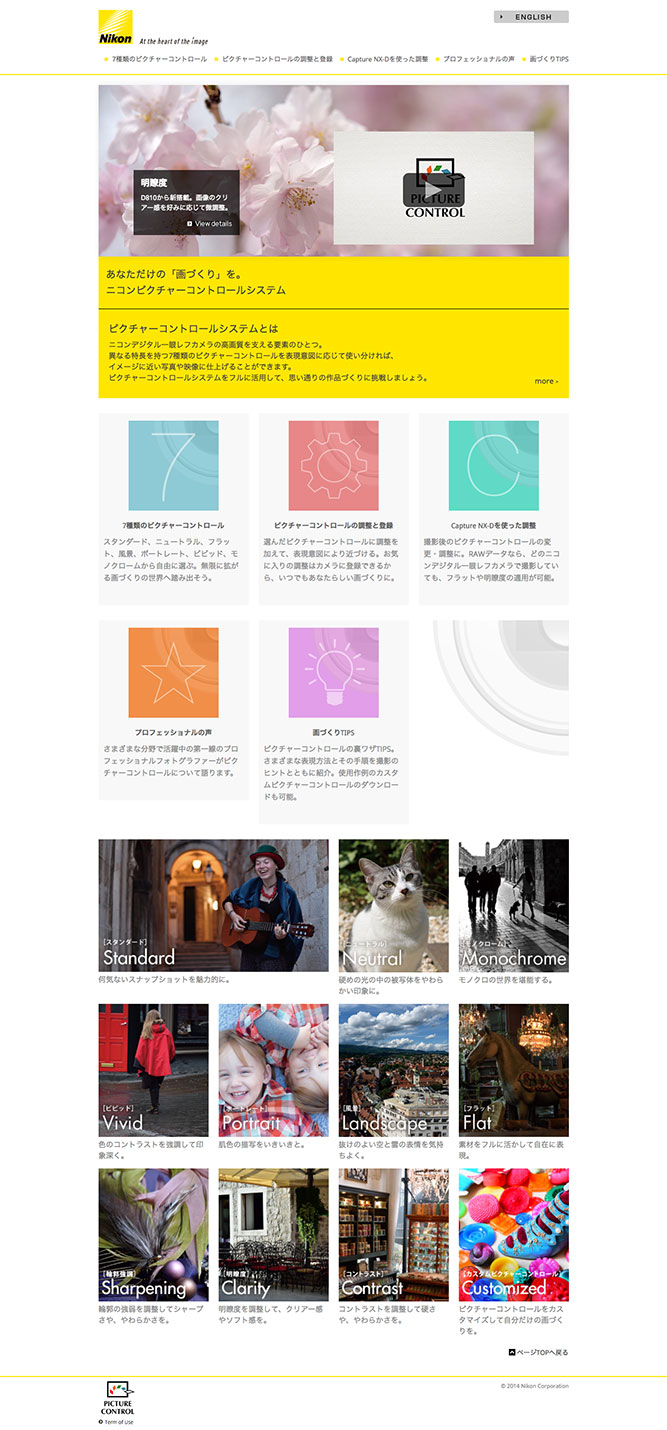 Nikon At the heart of the image
ENGLISH
7種類のピクチャーコントロール ピクチャーコントロールの調整と登録 Capture NX-Dを使った調整 プロフェッショナルの声 画づくりTIPS
明瞭度
D810から新搭載。画像のクリ
アー感を好みに応じて微調整。
View details
PICTURE
CONTROL
あなただけの「画づくり」を。
ニコンピクチャーコントロールシステム
ピクチャーコントロールシステムとは
ニコンデジタル一眼レフカメラの高画質を支える要素のひとつ。
異なる特長を持つ7種類のピクチャーコントロールを表現意図に応じて使い分ければ、
イメージに近い写真や映像に仕上げることができます。
ピクチャーコントロールシステムをフルに活用して、思い通りの作品づくりに挑戦しましょう。
more >
7
7種類のピクチャーコントロール
スタンダード、ニュートラル、フラッ
ト、風景、ポートレート、ビビッド、モ
ノクロームから自由に選ぶ。無限に拡が
る画づくりの世界へ踏み出そう。
ピクチャーコントロールの調整と登録
選んだピクチャーコントロールに調整を
加えて、表現意図により近づける。お気
に入りの調整はカメラに登録できるか
ら、いつでもあなたらしい画づくりに。
C
Capture NX-Dを使った調整
撮影後のピクチャーコントロールの変
更・調整に。RAWデータなら、どのニコ
ンデジタル一眼レフカメラで撮影してい
ても、フラットや明瞭度の適用が可能。
プロフェッショナルの声
さまざまな分野で活躍中の第一線のプロ
フェッショナルフォトグラファーがピク
チャーコントロールについて語ります。
画づくりTIPS
ピクチャーコントロールの裏ワザTIPS。
さまざまな表現方法とその手順を撮影の
ヒントとともに紹介。使用作例のカスタ
ムピクチャーコントロールのダウンロー
ドも可能。
[スタンダード]
Standard
何気ないスナップショットを魅力的に。
[ニュートラル]
Neutral
硬めの光の中の被写体をやわら
かい印象に。
[モノクローム]
Monochrome
モノクロの世界を堪能する。
[ビビッド]
Vivid
色のコントラストを強調して印
象深く。
[ポートレート]
Portrait
肌色の描写をいきいきと。
[風景]
Landscape
抜けのよい空と雲の表情を気持
ちよく。
[フラット]
Flat
素材をフルに活かして自在に表
現。
[輪郭強調]
Sharpening
輪郭の強弱を調整してシャープ
さや、やわらかさを。
[明瞭度]
Clarity
明瞭度を調整して、クリアー感
やソフト感を。
[コントラスト]
Contrast
コントラストを調整して硬さ
や、やわらかさを。
[カスタムピクチャーコントロール]
Customized
ピクチャーコントロールをカス
タマイズして自分だけの画づく
りを。
ページTOPへ戻る
PICTURE
CONTROL
Term of Use
© 2014 Nikon Corporation